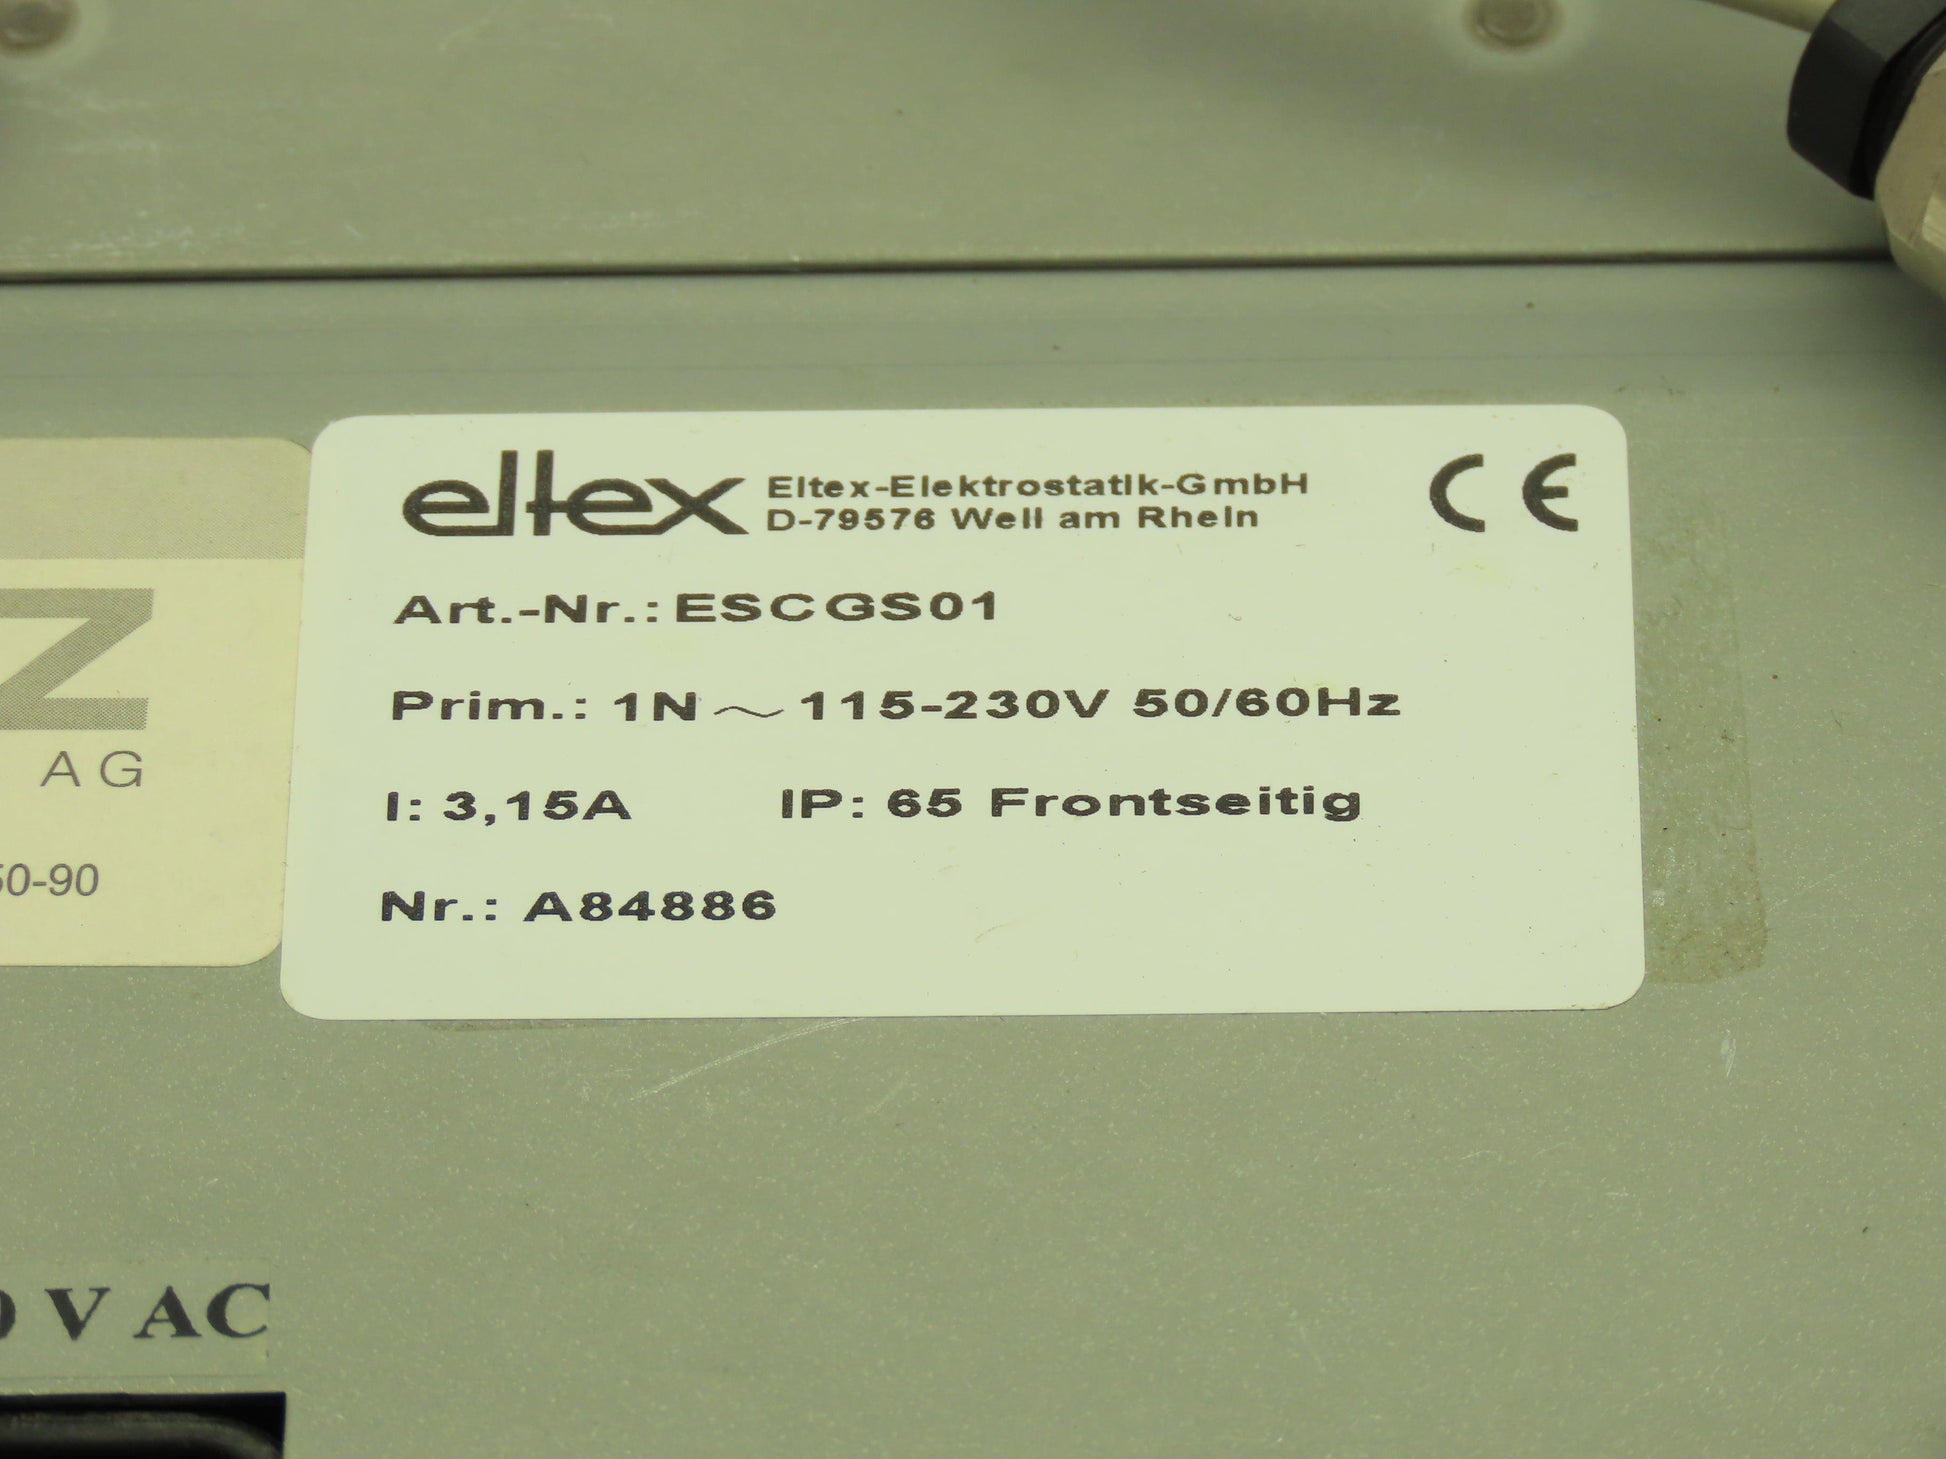 eltex Eltex-Elektrostatik-GmbH
D-79576 Weil am Rhein
CE
Art.-Nr.: ESCGS01
Prim.: 1N ~ 115-230V 50/60Hz
I: 3,15A IP: 65 Frontseitig
Nr.: A84886
Z
AG
50-90
0 V AC